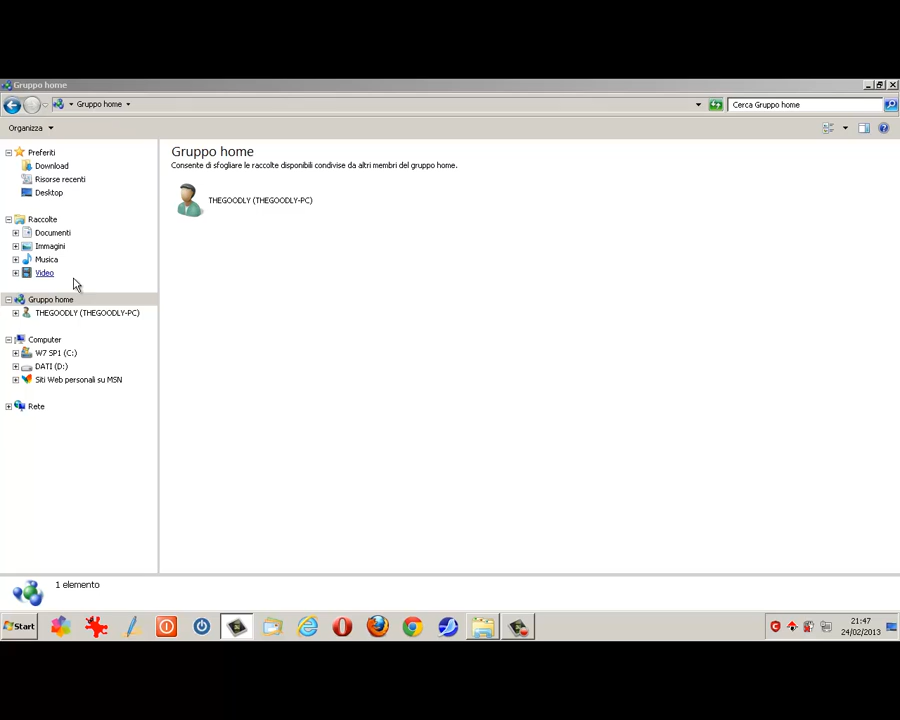 Gruppo home
Gruppo home
Cerca Gruppo home
Organizza
Preferiti
Download
Risorse recenti
Desktop
Raccolte
Documenti
Immagini
Musica
Video
Gruppo home
THEGOODLY (THEGOODLY-PC)
Computer
W7 SP1 (C:)
DATI (D:)
Siti Web personali su MSN
Rete
Gruppo home
Consente di sfogliare le raccolte disponibili condivise da altri membri del gruppo home.
THEGOODLY (THEGOODLY-PC)
1 elemento
Start
21:47
24/02/2013